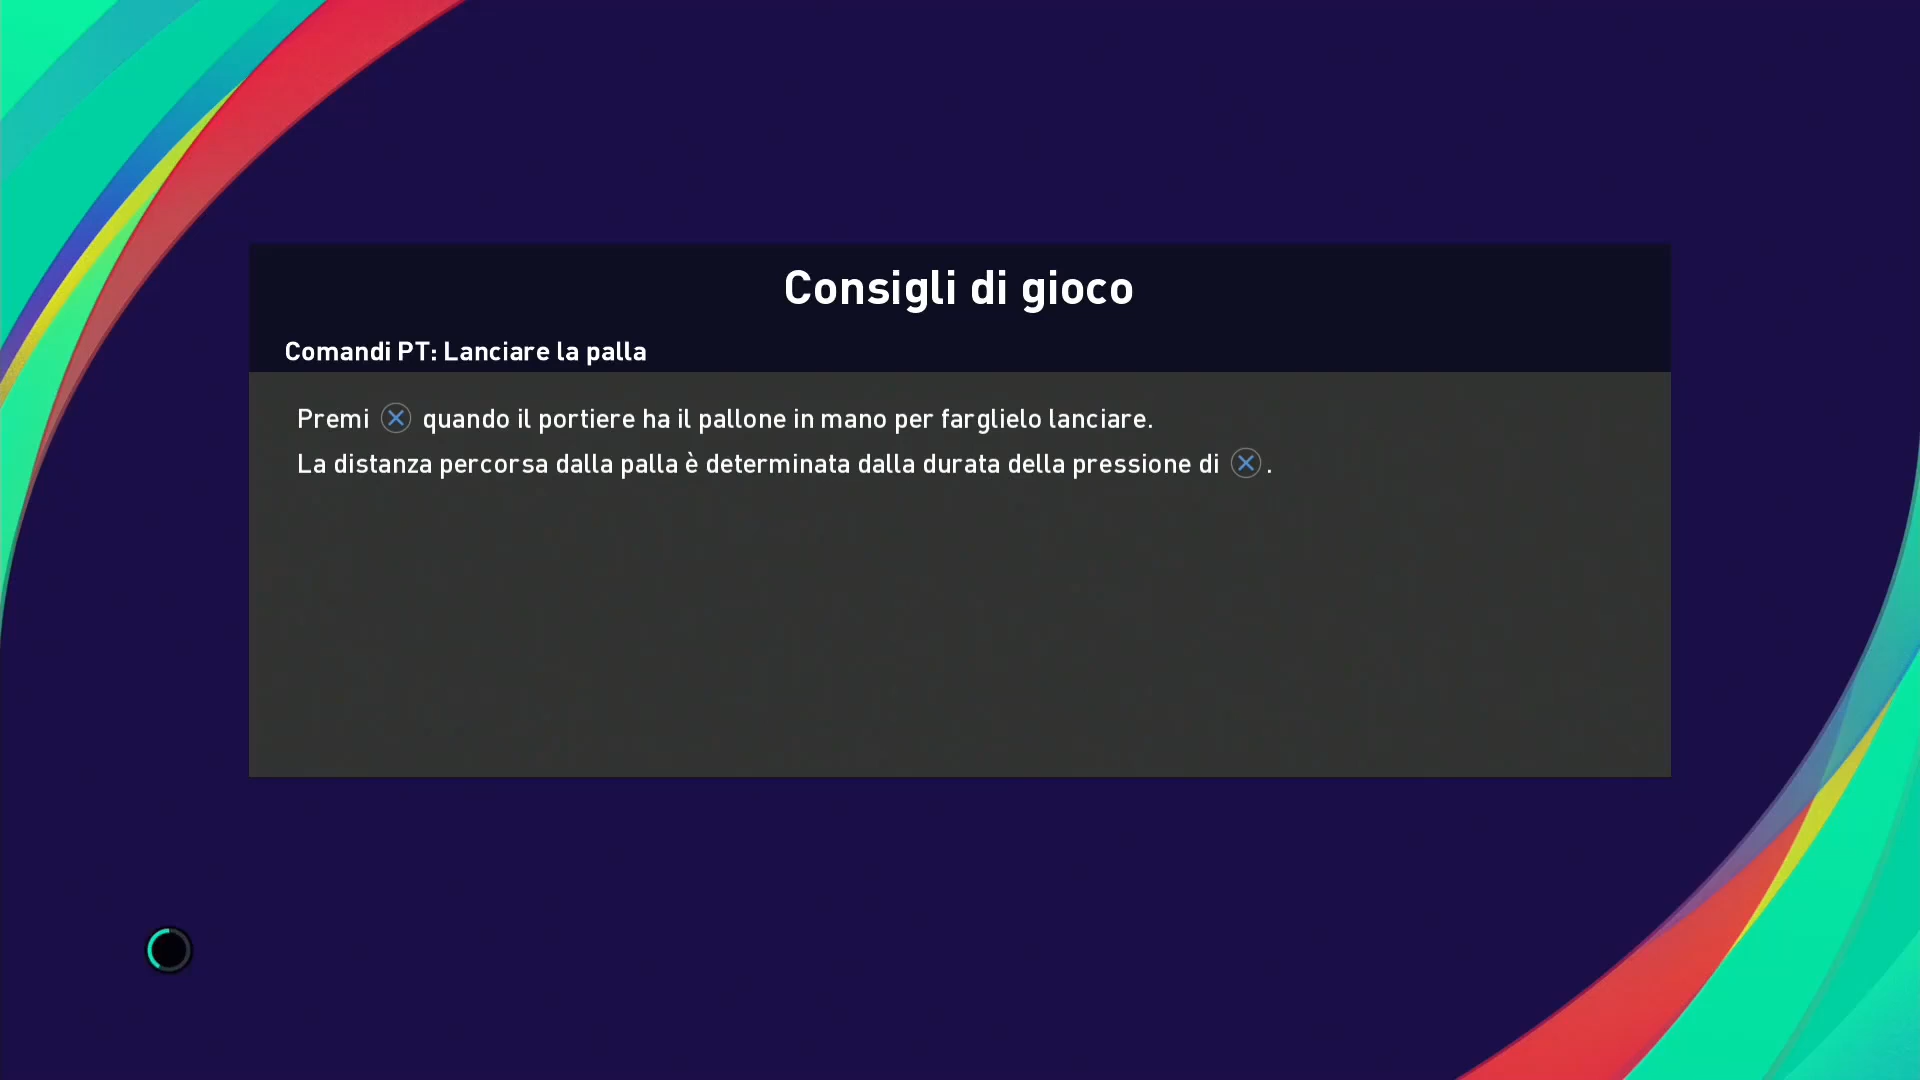 Consigli di gioco
Comandi PT: Lanciare la palla
Premi ⓧ quando il portiere ha il pallone in mano per farglielo lanciare.
La distanza percorsa dalla palla è determinata dalla durata della pressione di ⓧ.